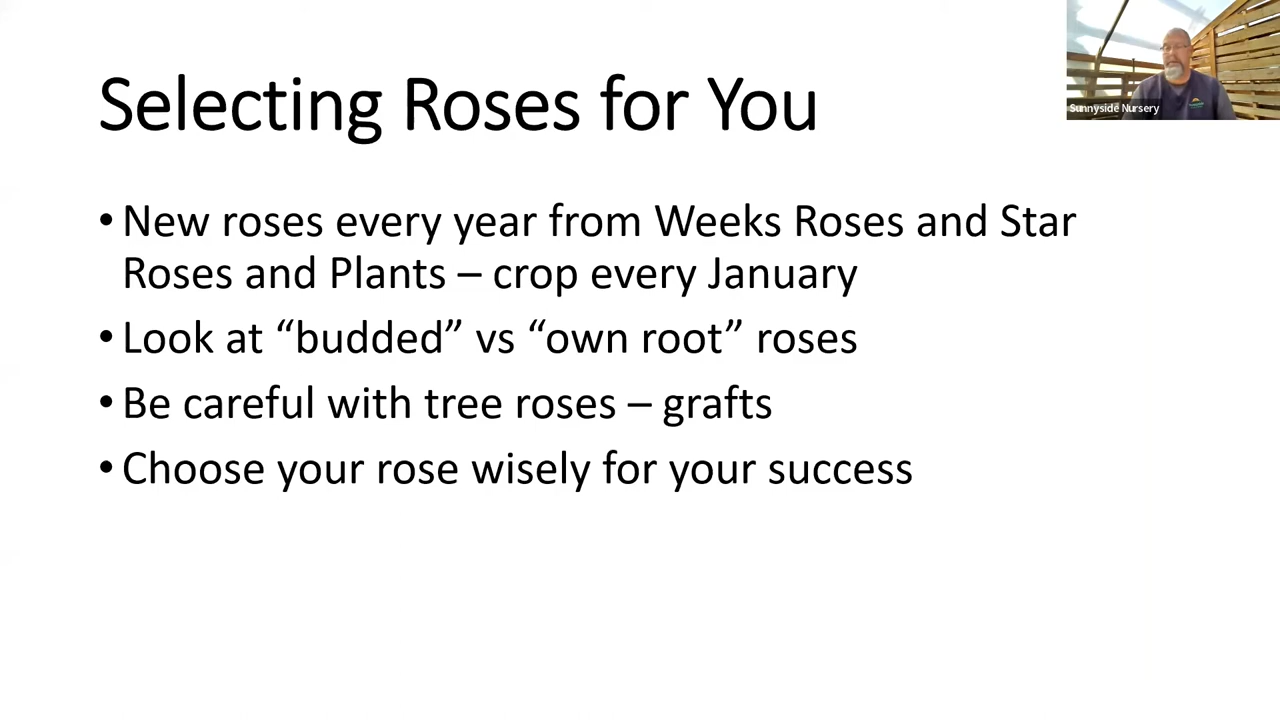 Selecting Roses for You
Sunnyside Nursery
• New roses every year from Weeks Roses and Star
Roses and Plants – crop every January
• Look at “budded” vs “own root” roses
• Be careful with tree roses – grafts
• Choose your rose wisely for your success